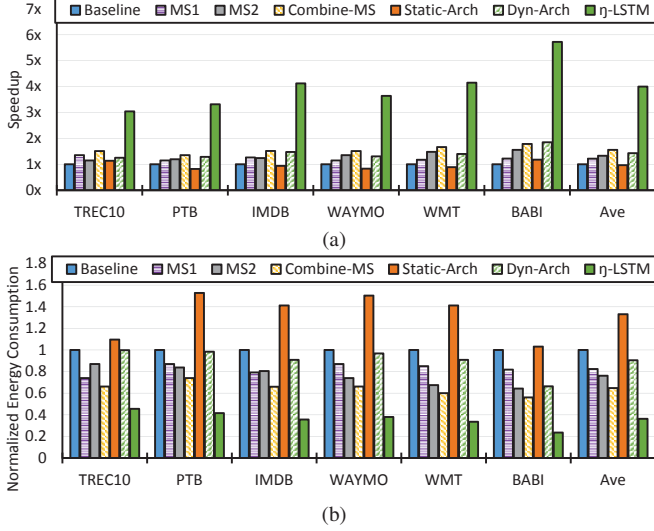 7x
Baseline MS1 MS2 Combine-MS Static-Arch Dyn-Arch η-LSTM
6x
5x
4x
3x
2x
1x
0x
Speedup
TREC10 PTB IMDB WAYMO WMT BABI Ave
(a)
1.8
Baseline MS1 MS2 Combine-MS Static-Arch Dyn-Arch η-LSTM
1.6
1.4
1.2
1
0.8
0.6
0.4
0.2
0
Normalized Energy Consumption
TREC10 PTB IMDB WAYMO WMT BABI Ave
(b)